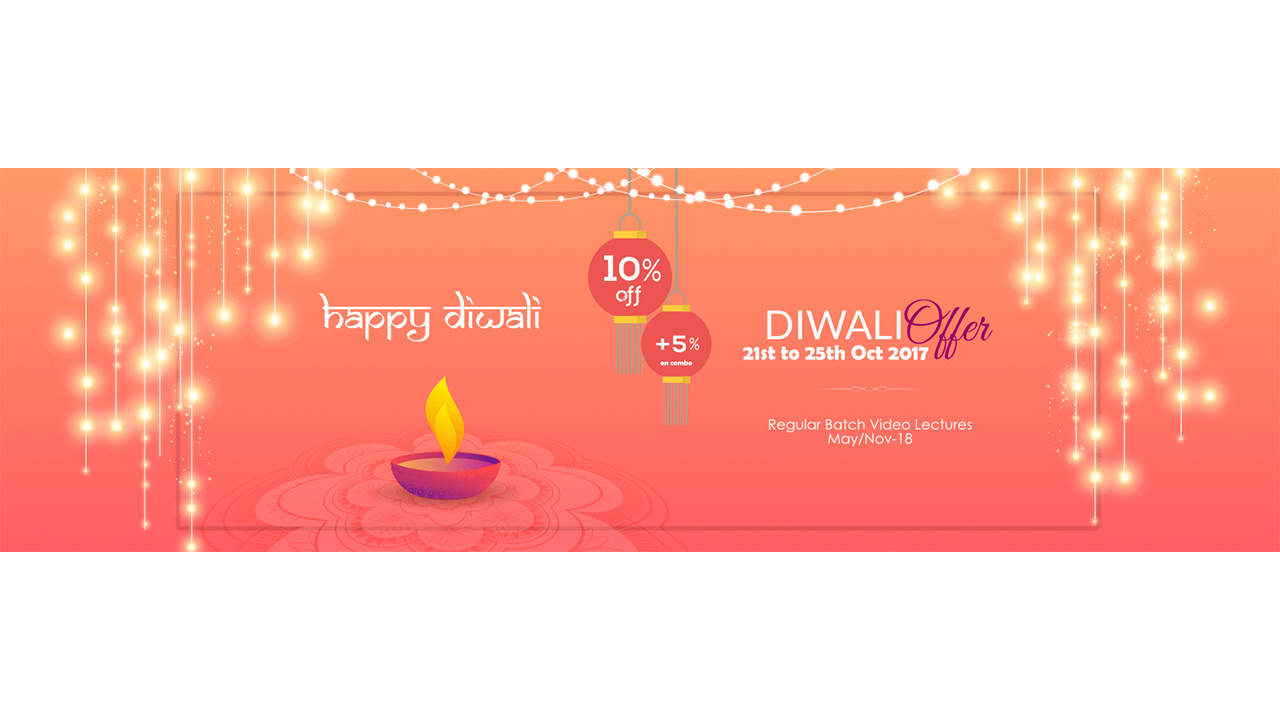 happy diwali
10%
off
+5%
on combo
DIWALI Offer
21st to 25th Oct 2017
Regular Batch Video Lectures
May/Nov-18